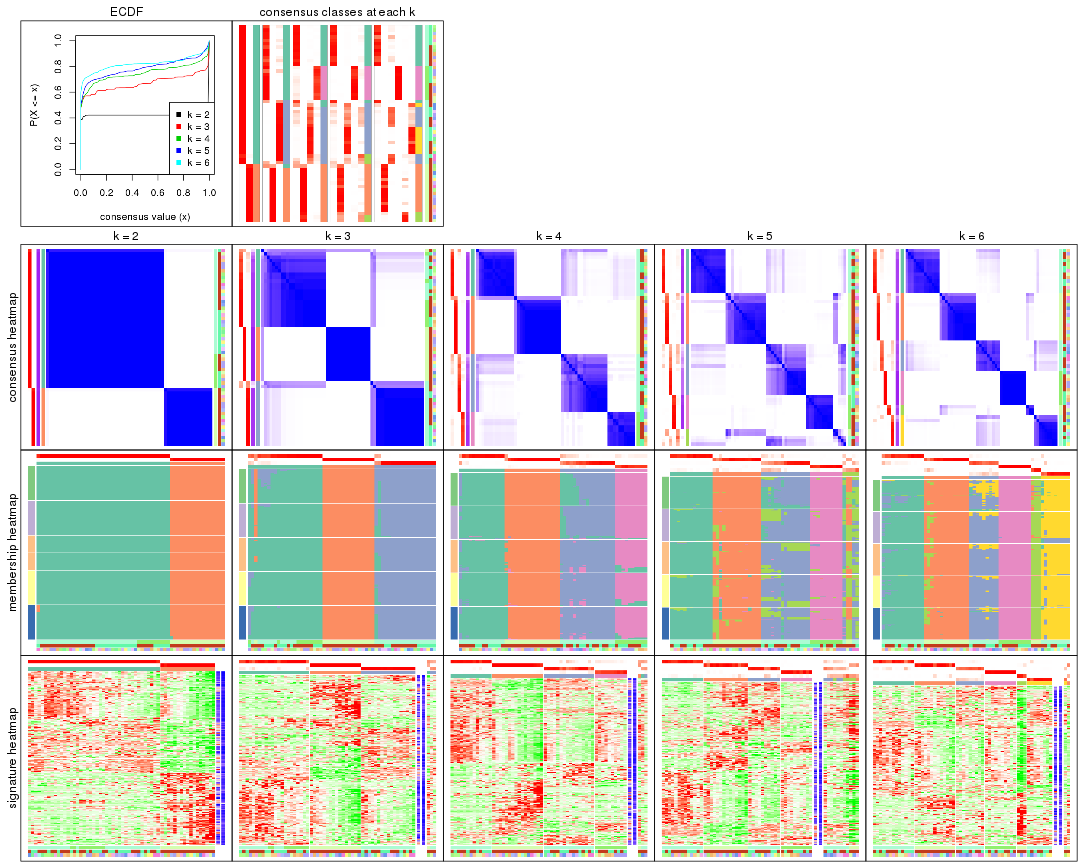 ECDF
consensus classes at each k
P(X <= x)
0.0 0.2 0.4 0.6 0.8 1.0
k = 2
k = 3
k = 4
k = 5
k = 6
0.0 0.2 0.4 0.6 0.8 1.0
consensus value (x)
k = 2
k = 3
k = 4
k = 5
k = 6
consensus heatmap
membership heatmap
signature heatmap